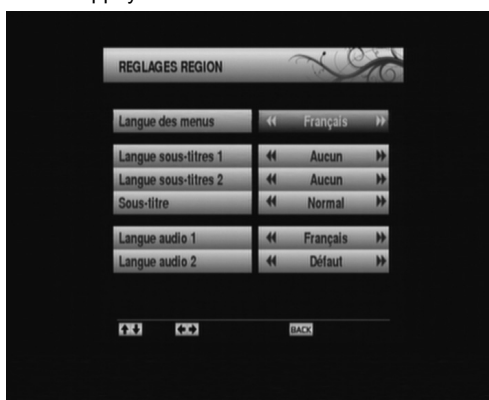 REGLAGES REGION
Langue des menus Français
Langue sous-titres 1 Aucun
Langue sous-titres 2 Aucun
Sous-titre Normal
Langue audio 1 Français
Langue audio 2 Défaut
BACK